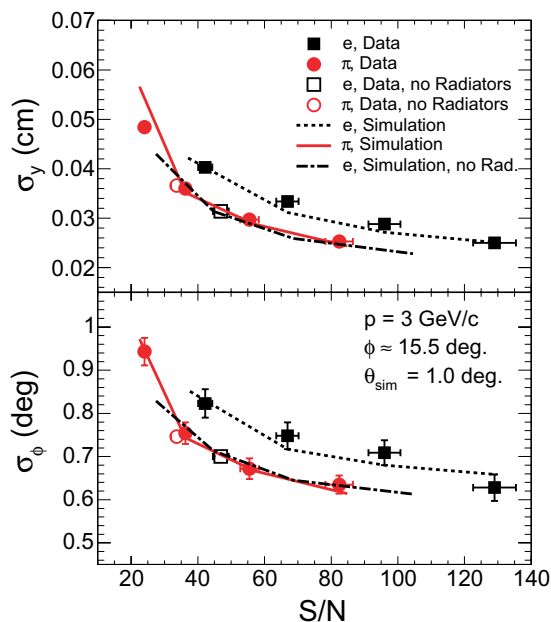 0.07
0.06
0.05
0.04
0.03
0.02
σy (cm)
e, Data
π, Data
e, Data, no Radiators
π, Data, no Radiators
e, Simulation
π, Simulation
e, Simulation, no Rad.
1
0.9
0.8
0.7
0.6
0.5
σϕ (deg)
p = 3 GeV/c
ϕ ≈ 15.5 deg.
θsim = 1.0 deg.
20 40 60 80 100 120 140
S/N